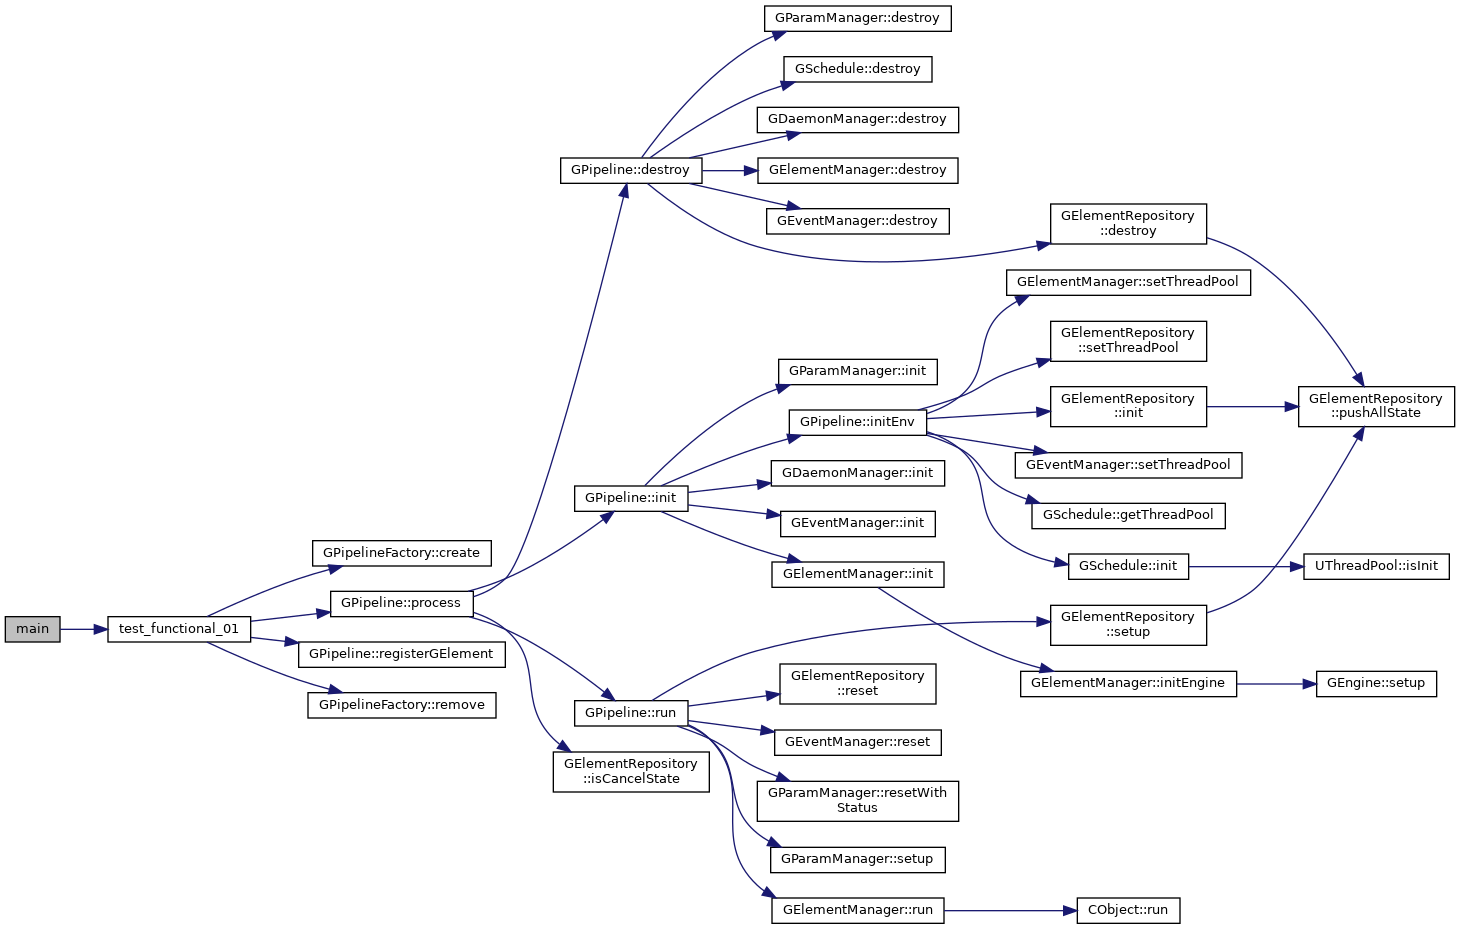 GParamManager::destroy
GSchedule::destroy
GDaemonManager::destroy
GPipeline::destroy
GElementManager::destroy
GEventManager::destroy
GElementRepository
::destroy
GElementManager::setThreadPool
GElementRepository
::setThreadPool
GParamManager::init
GElementRepository
::init
GElementRepository
::pushAllState
GPipeline::initEnv
GEventManager::setThreadPool
GDaemonManager::init
GPipeline::init
GSchedule::getThreadPool
GEventManager::init
GPipelineFactory::create
GSchedule::init
UThreadPool::isInit
GElementManager::init
GPipeline::process
main
test_functional_01
GElementRepository
::setup
GPipeline::registerGElement
GElementRepository
::reset
GElementManager::initEngine
GEngine::setup
GPipelineFactory::remove
GPipeline::run
GEventManager::reset
GElementRepository
::isCancelState
GParamManager::resetWith
Status
GParamManager::setup
GElementManager::run
CObject::run